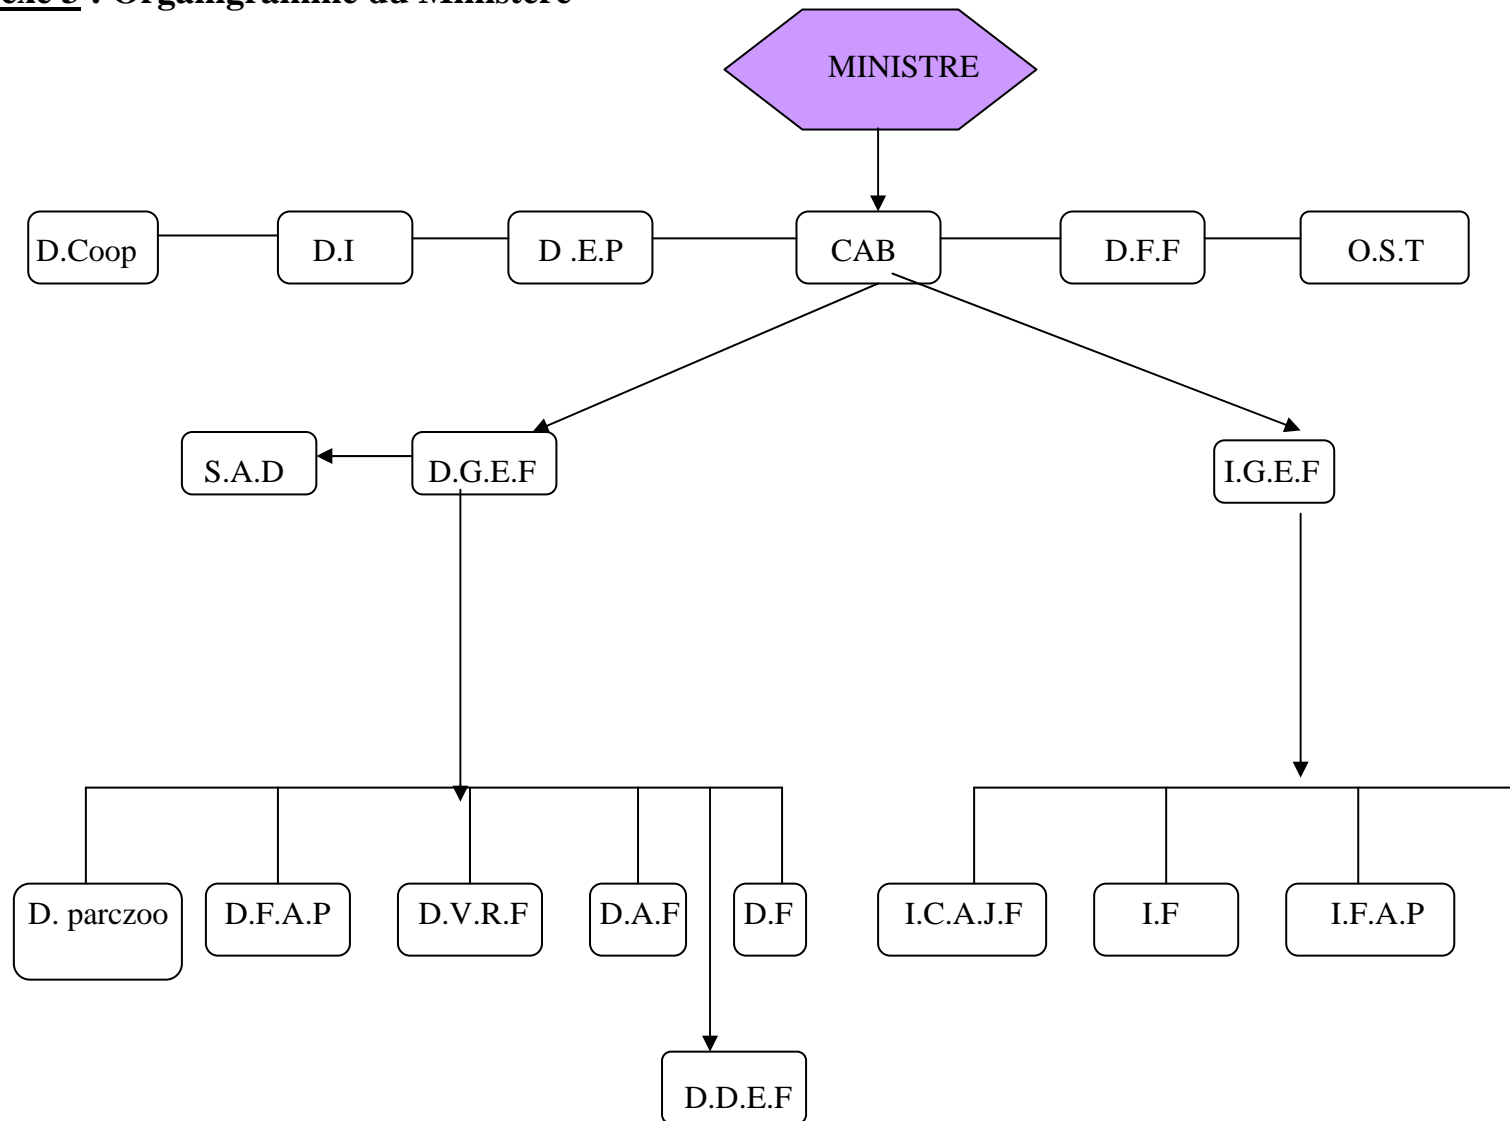 : Organigramme du Ministère
MINISTRE
D.Coop
D.I
D .E.P
CAB
D.F.F
O.S.T
S.A.D
D.G.E.F
I.G.E.F
D. parczoo
D.F.A.P
D.V.R.F
D.A.F
D.F
I.C.A.J.F
I.F
I.F.A.P
D.D.E.F